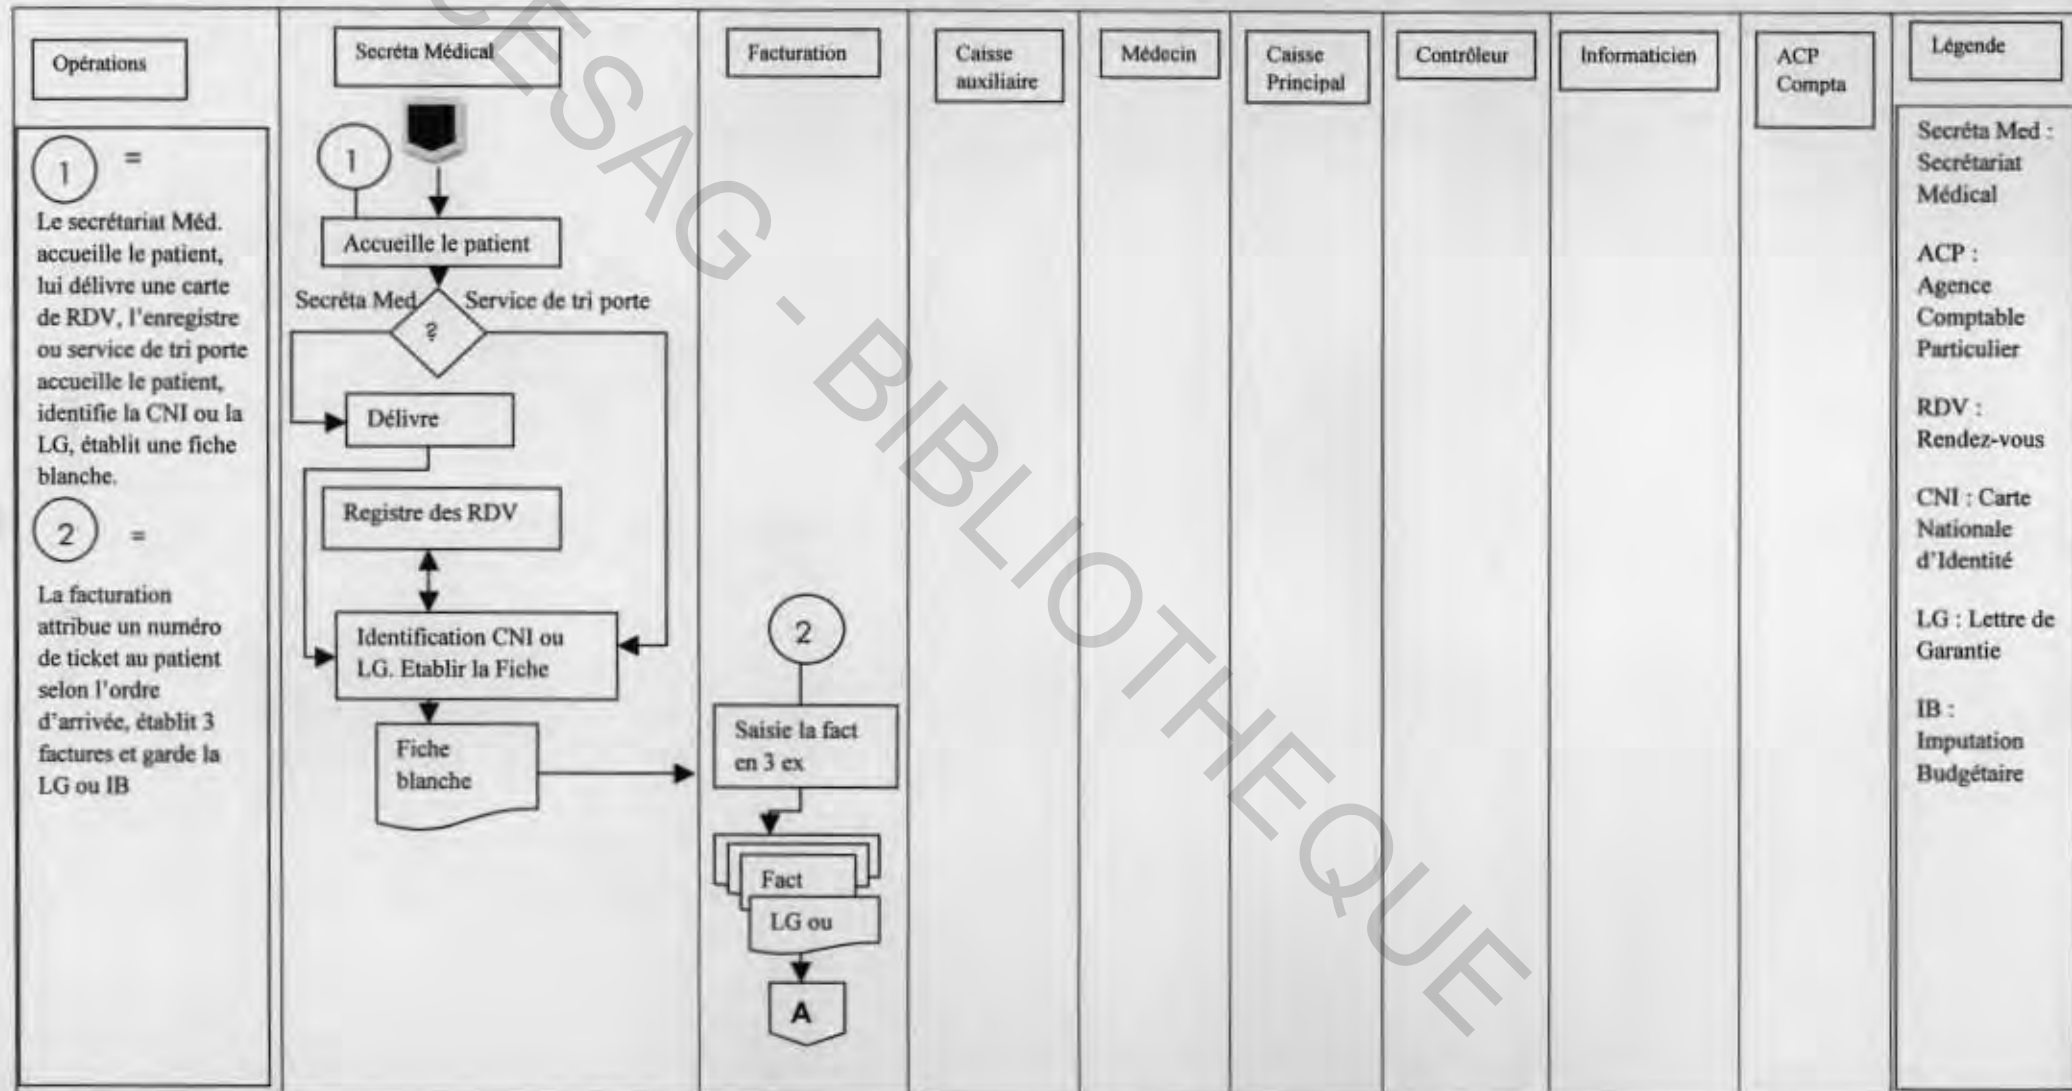 Opérations
1 =
Le secrétariat Méd.
accueille le patient,
lui délivre une carte
de RDV, l'enregistre
ou service de tri porte
accueille le patient,
identifie la CNI ou la
LG, établit une fiche
blanche.
2 =
La facturation
attribue un numéro
de ticket au patient
selon l'ordre
d'arrivée, établit 3
factures et garde la
LG ou IB
Secréta Médical
1
Accueille le patient
Secréta Med
Service de tri porte
?
Délivre
Registre des RDV
Identification CNI ou
LG. Etablir la Fiche
Fiche
blanche
Facturation
2
Saisie la fact
en 3 ex
Fact
LG ou
A
Caisse
auxiliaire
Médecin
Caisse
Principal
Contrôleur
Informaticien
ACP
Compta
Légende
Secréta Med :
Secrétariat
Médical
ACP :
Agence
Comptable
Particulier
RDV :
Rendez-vous
CNI : Carte
Nationale
d'Identité
LG : Lettre de
Garantie
IB :
Imputation
Budgétaire
CESAG - BIBLIOTHEQUE